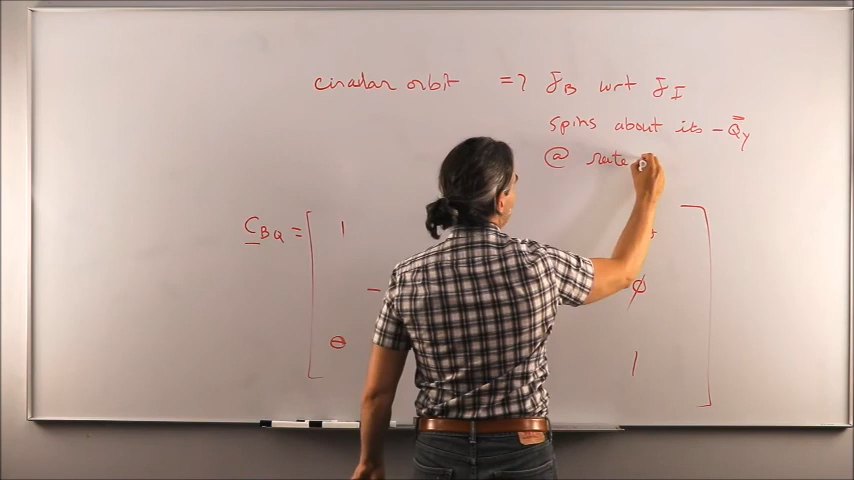 circular orbit => F_B wrt F_I
spins about its - Q_y
@ rate
C_BQ = [ 1
- ϕ
θ 1 ]